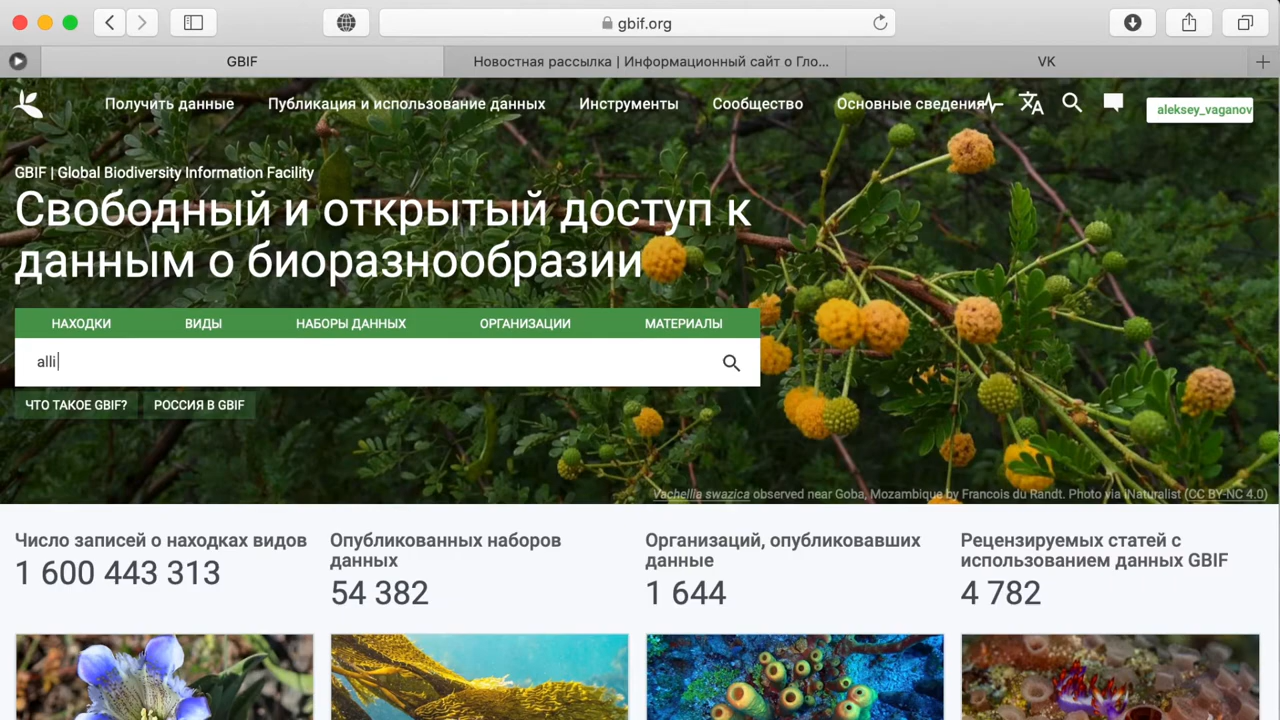 gbif.org
GBIF
Новостная рассылка | Информационный сайт о Гло...
VK
Получить данные
Публикация и использование данных
Инструменты
Сообщество
Основные сведения
aleksey_vaganov
GBIF | Global Biodiversity Information Facility
Свободный и открытый доступ к
данным о биоразнообразии
НАХОДКИ
ВИДЫ
НАБОРЫ ДАННЫХ
ОРГАНИЗАЦИИ
МАТЕРИАЛЫ
alli
ЧТО ТАКОЕ GBIF?
РОССИЯ В GBIF
Vachellia swazica observed near Goba, Mozambique by Francois du Randt. Photo via iNaturalist (CC BY-NC 4.0)
Число записей о находках видов
1 600 443 313
Опубликованных наборов
данных
54 382
Организаций, опубликовавших
данные
1 644
Рецензируемых статей с
использованием данных GBIF
4 782